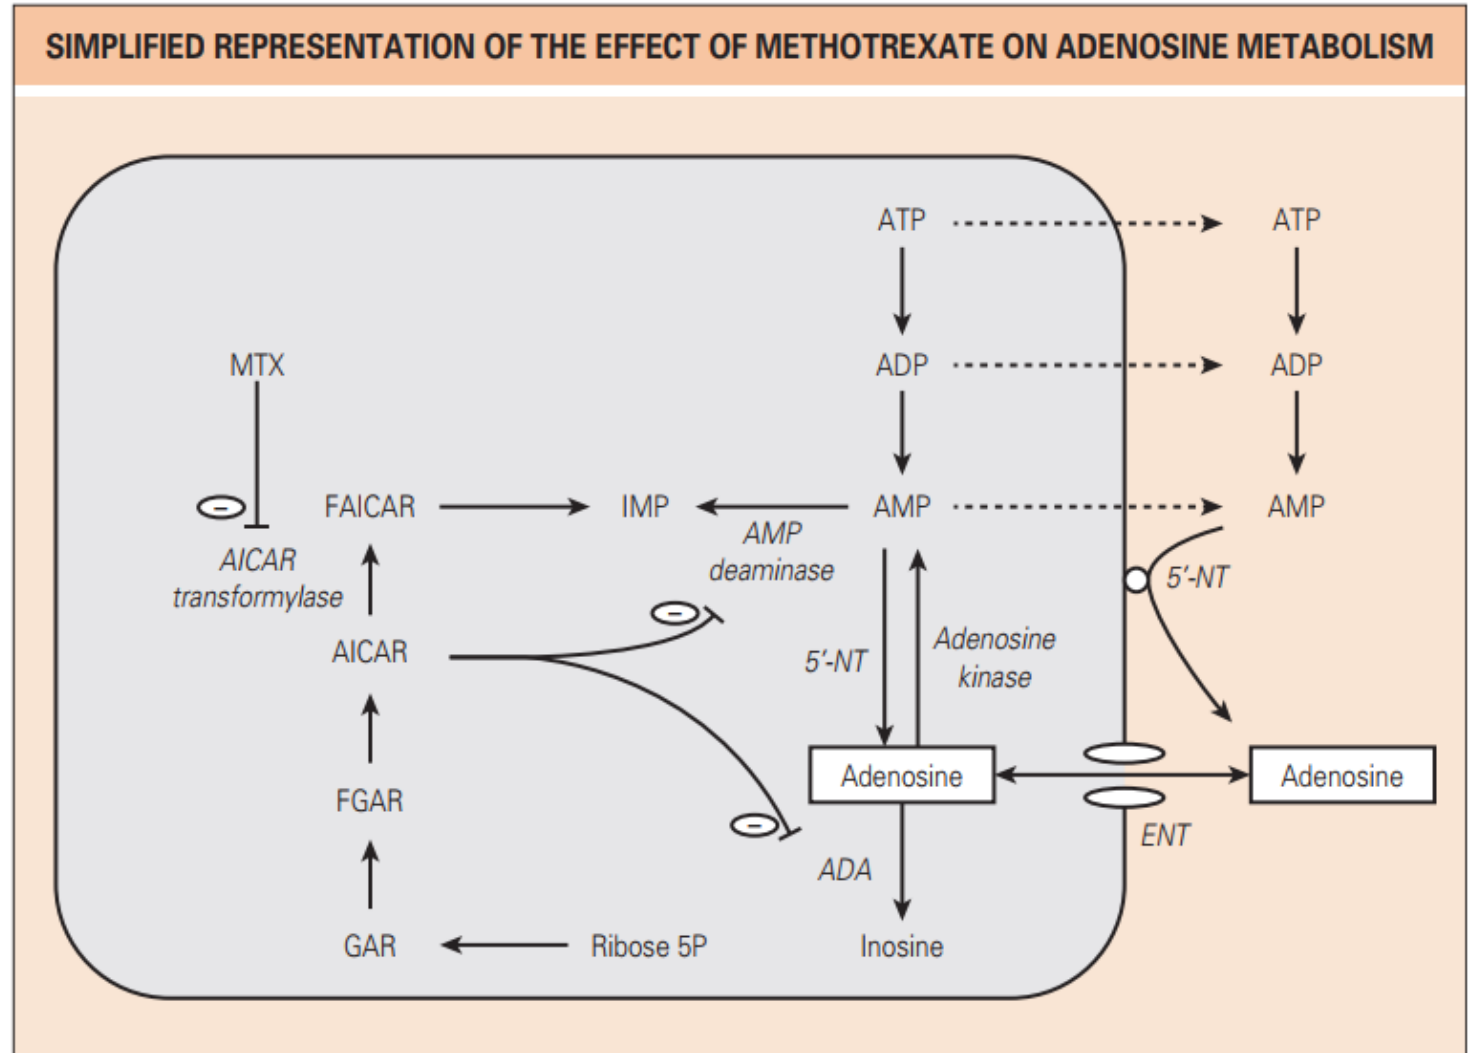 SIMPLIFIED REPRESENTATION OF THE EFFECT OF METHOTREXATE ON ADENOSINE METABOLISM
ATP
ATP
MTX
ADP
ADP
–
FAICAR
IMP
AMP
AMP
AICAR
transformylase
AMP
deaminase
5′-NT
–
AICAR
5′-NT
Adenosine
kinase
Adenosine
Adenosine
FGAR
–
ADA
ENT
GAR
Ribose 5P
Inosine